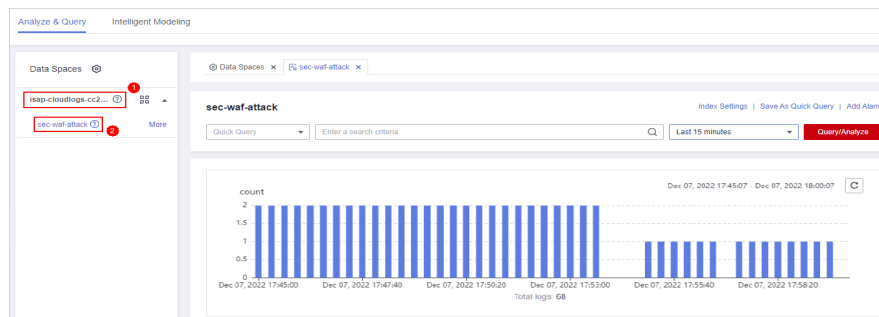 Analyze & Query Intelligent Modeling
Data Spaces
Data Spaces × sec-waf-attack ×
1
isap-cloudlogs-cc2...
sec-waf-attack
2
More
sec-waf-attack
Index Settings | Save As Quick Query | Add Alarm
Quick Query Enter a search criteria Last 15 minutes Query/Analyze
Dec 07, 2022 17:45:07 - Dec 07, 2022 18:00:07
count
2
1.5
1
0.5
0
Dec 07, 2022 17:45:00 Dec 07, 2022 17:47:40 Dec 07, 2022 17:50:20 Dec 07, 2022 17:53:00 Dec 07, 2022 17:55:40 Dec 07, 2022 17:58:20
Total logs: 68